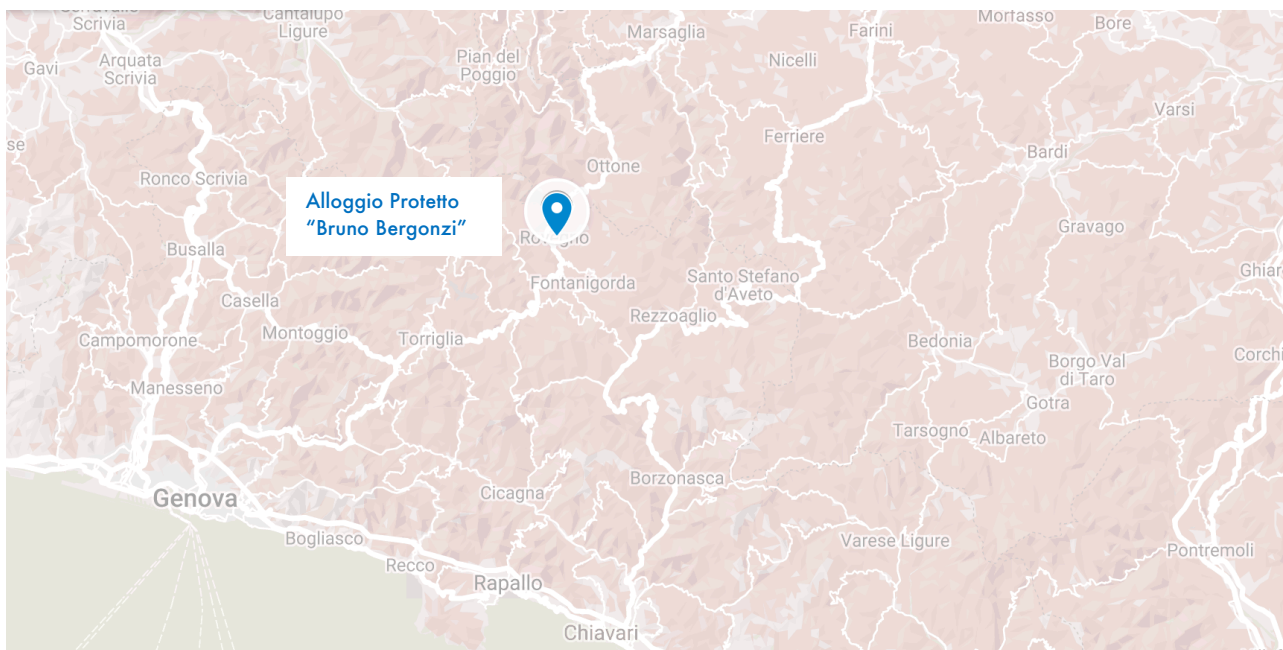 Scrivia
Cantalupo
Ligure
Morfasso
Bore
Marsaglia
Farini
Gavi
Arquata
Scrivia
Pian del
Poggio
Nicelli
Varsi
Ferriere
Bardi
Ottone
Ronco Scrivia
Alloggio Protetto
“Bruno Bergonzi”
Gravago
Busalla
Fontanigorda
Santo Stefano
d'Aveto
Casella
Rezzoaglio
Montoggio
Torriglia
Campomorone
Bedonia
Borgo Val
di Taro
Manesseno
Gotra
Tarsogno
Albareto
Borzonasca
Cicagna
Genova
Bogliasco
Varese Ligure
Recco
Pontremoli
Rapallo
Chiavari